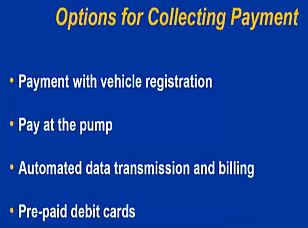 Options for Collecting Payment
• Payment with vehicle registration
• Pay at the pump
• Automated data transmission and billing
• Pre-paid debit cards